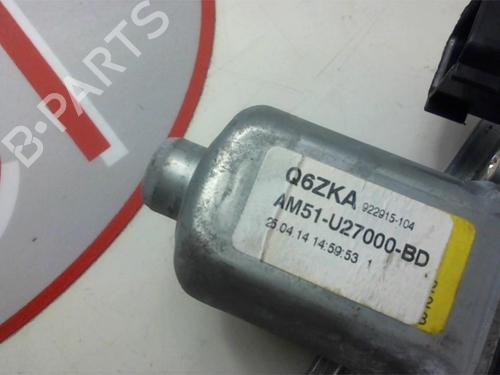 B-PARTS
Q6ZKA 922915-104
AM51-U27000-BD
25 04.14 14:59:53 1